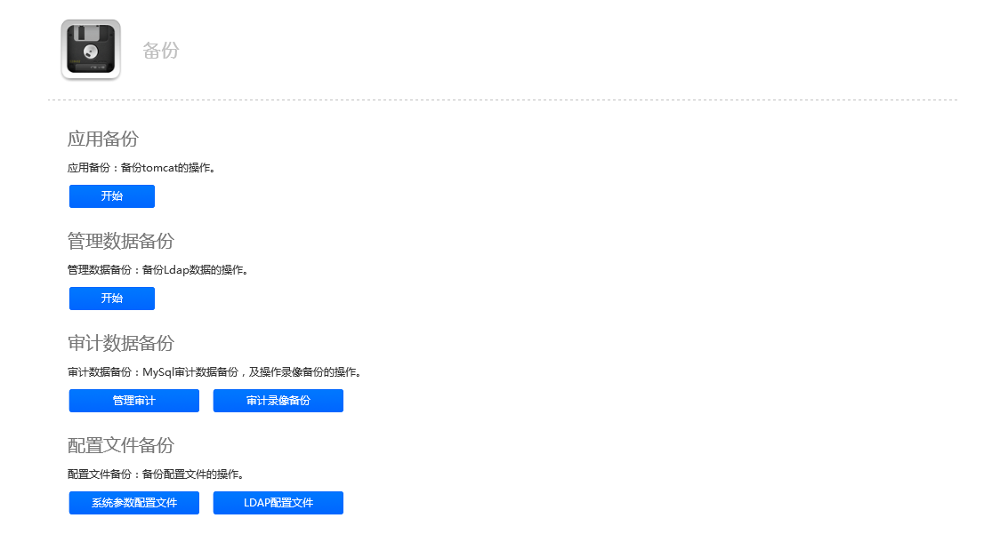 备份
应用备份
应用备份：备份tomcat的操作。
开始
管理数据备份
管理数据备份：备份Ldap数据的操作。
开始
审计数据备份
审计数据备份：MySql审计数据备份，及操作录像备份的操作。
管理审计 审计录像备份
配置文件备份
配置文件备份：备份配置文件的操作。
系统参数配置文件 LDAP配置文件